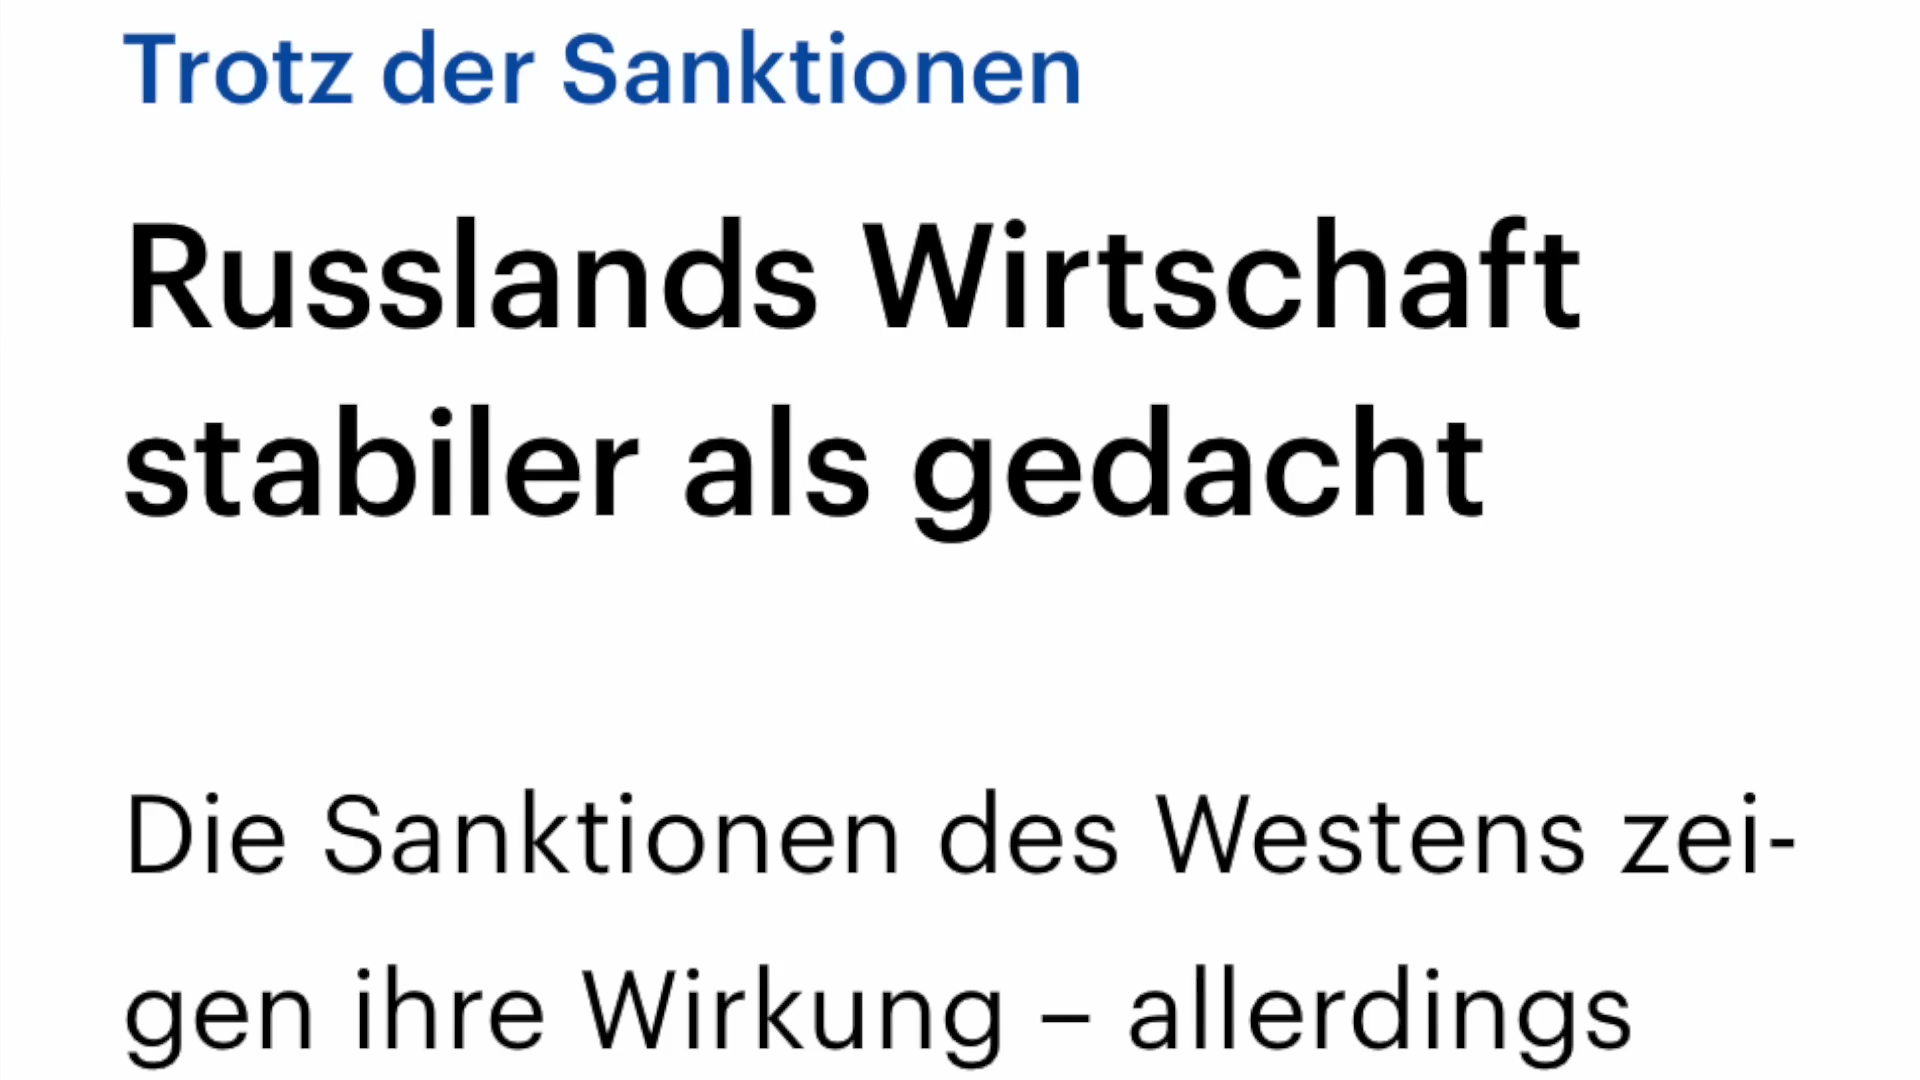 Trotz der Sanktionen
Russlands Wirtschaft
stabiler als gedacht
Die Sanktionen des Westens zei-
gen ihre Wirkung – allerdings